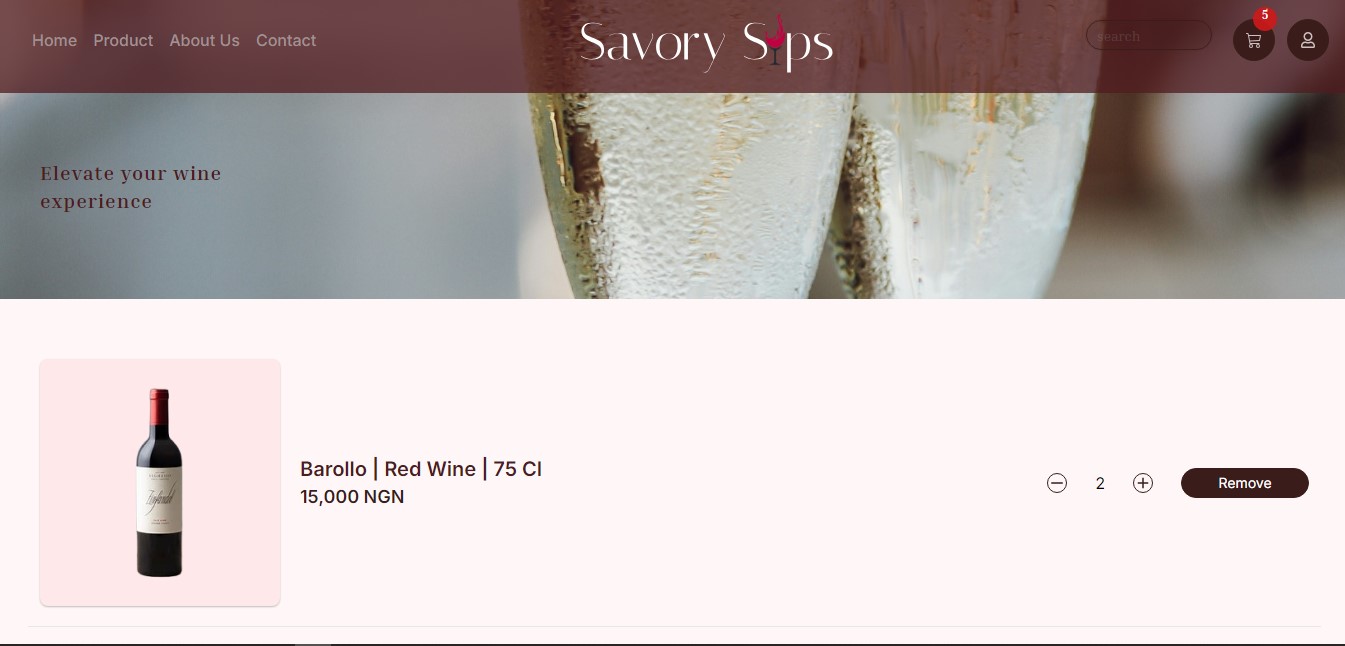 Home Product About Us Contact
Savory Sips
search
5
Elevate your wine
experience
Zinfandel
Barollo | Red Wine | 75 Cl
15,000 NGN
2
Remove